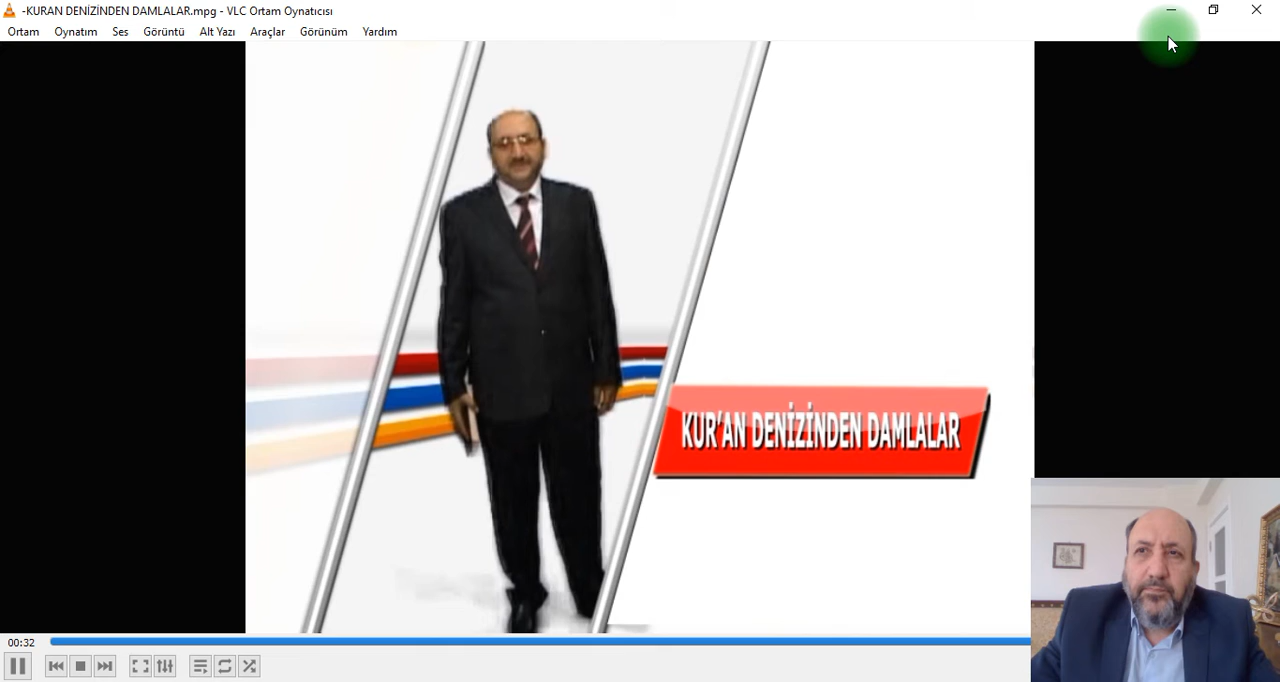 -KURAN DENİZİNDEN DAMLALAR.mpg - VLC Ortam Oynatıcısı
Ortam Oynatım Ses Görüntü Alt Yazı Araçlar Görünüm Yardım
KUR'AN DENİZİNDEN DAMLALAR
00:32